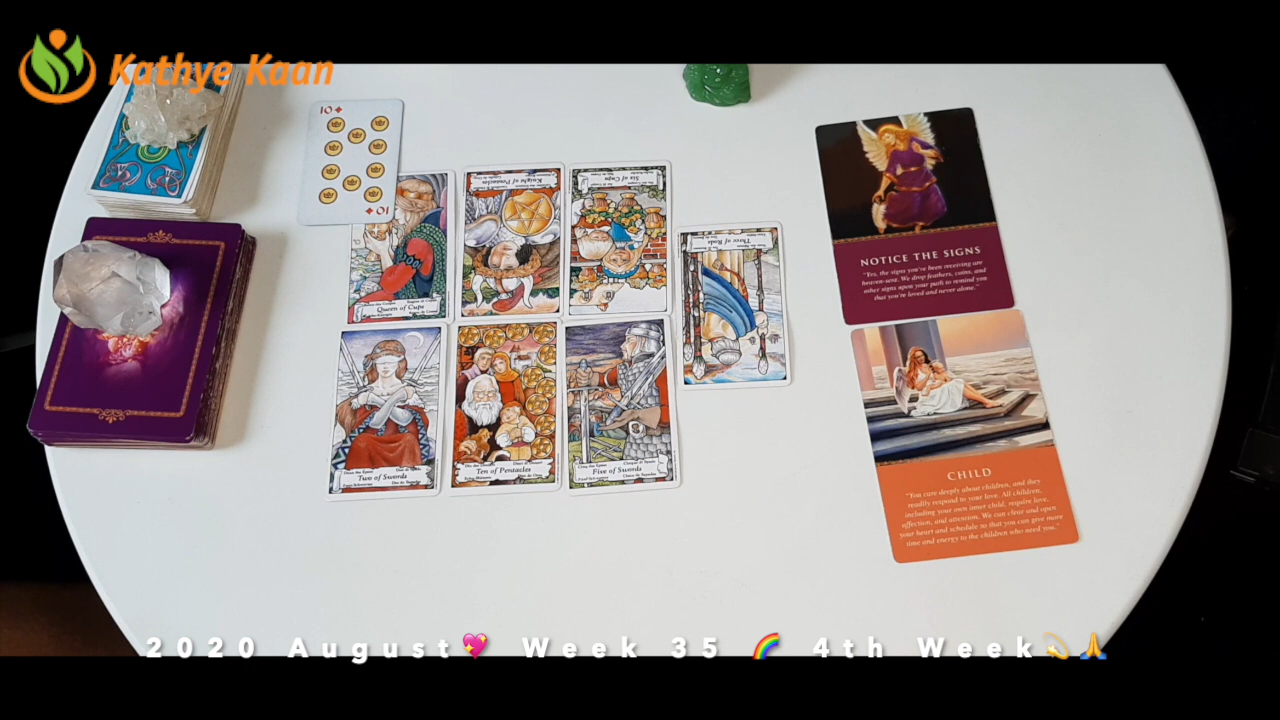 Kathye Kaan
10
10
Queen of Cups
Knight of Pentacles
Six of Cups
Three of Rods
Two of Swords
Ten of Pentacles
Five of Swords
NOTICE THE SIGNS
"Yes, the signs you've been receiving are
heaven-sent. We drop feathers, coins, and
other signs upon your path to remind you
that you're loved and never alone."
CHILD
"You care deeply about children, and they
readily respond to your love. All children,
including your own inner child, require love,
affection, and attention. We can clear and open
your heart and schedule so that you can give more
time and energy to the children who need you."
2020 August💖 Week 35 🌈 4th Week💫🙏